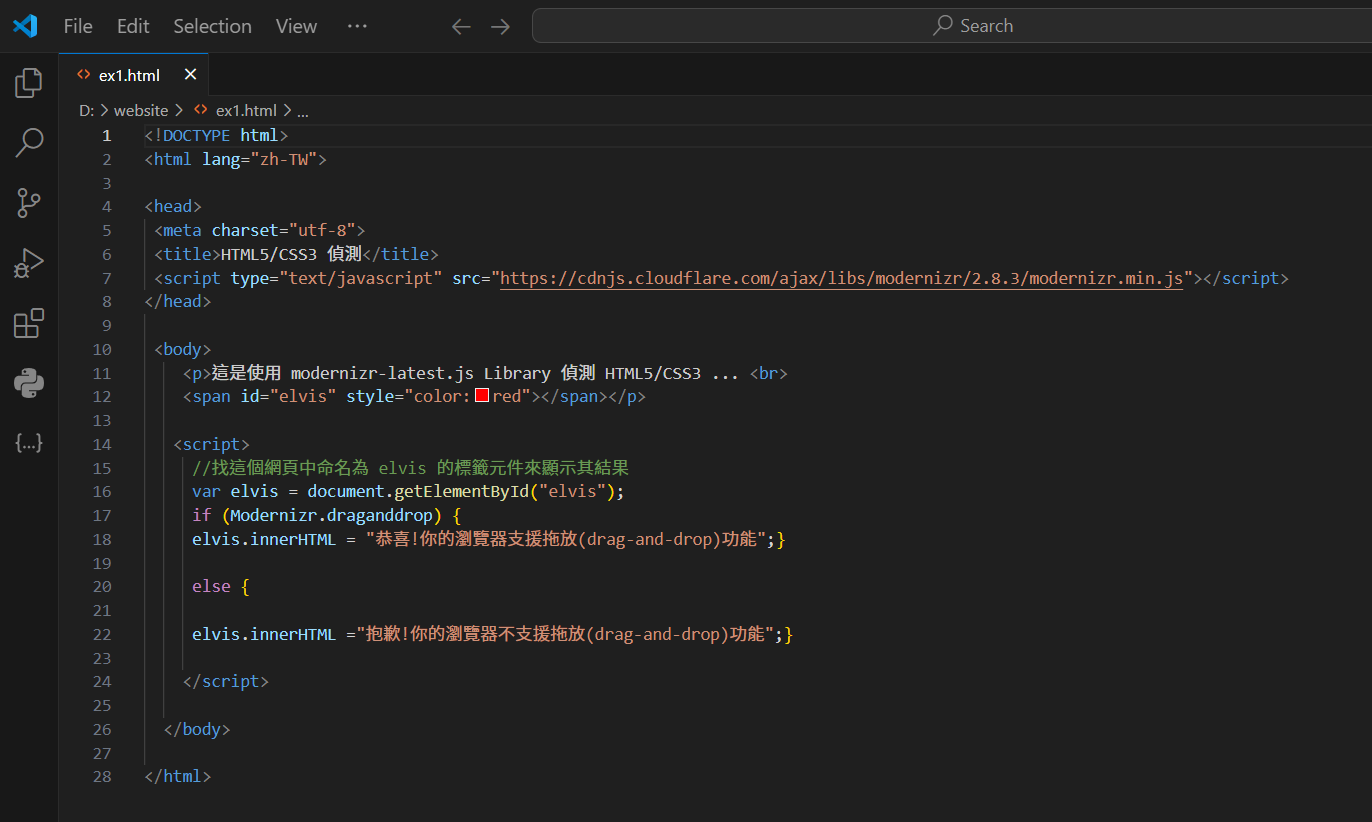 File Edit Selection View ··· ← → Search
ex1.html ×
D: > website > <> ex1.html > ...
1 <!DOCTYPE html>
2 <html lang="zh-TW">
3
4 <head>
5 <meta charset="utf-8">
6 <title>HTML5/CSS3 偵測</title>
7 <script type="text/javascript" src="https://cdnjs.cloudflare.com/ajax/libs/modernizr/2.8.3/modernizr.min.js"></script>
8 </head>
9
10 <body>
11 <p>這是使用 modernizr-latest.js Library 偵測 HTML5/CSS3 ... <br>
12 <span id="elvis" style="color:red"></span></p>
13
14 <script>
15 //找這個網頁中命名為 elvis 的標籤元件來顯示其結果
16 var elvis = document.getElementById("elvis");
17 if (Modernizr.draganddrop) {
18 elvis.innerHTML = "恭喜!你的瀏覽器支援拖放(drag-and-drop)功能";}
19
20 else {
21
22 elvis.innerHTML ="抱歉!你的瀏覽器不支援拖放(drag-and-drop)功能";}
23
24 </script>
25
26 </body>
27
28 </html>